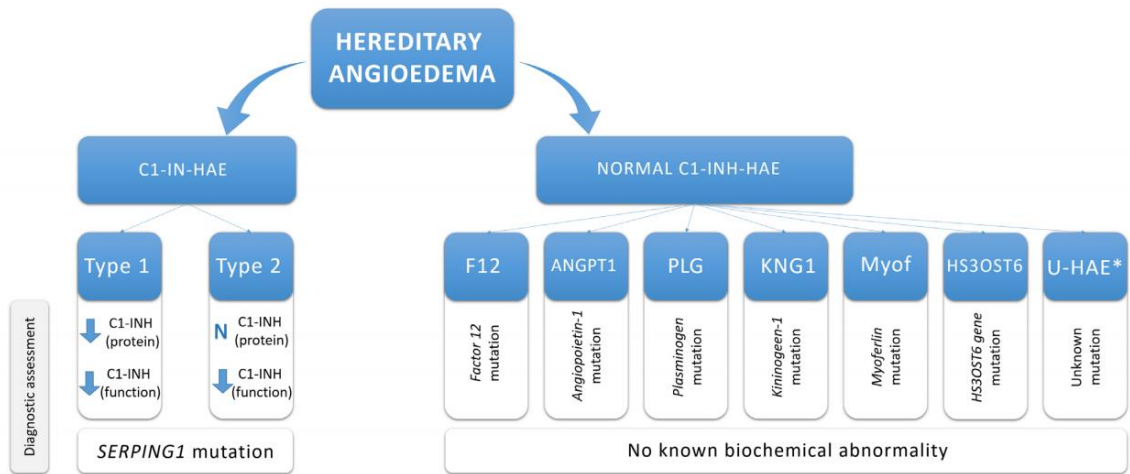 HEREDITARY
ANGIOEDEMA
C1-IN-HAE
NORMAL C1-INH-HAE
Type 1
Type 2
F12
ANGPT1
PLG
KNG1
Myof
HS3OST6
U-HAE*
Diagnostic assessment
C1-INH
(protein)
C1-INH
(function)
N C1-INH
(protein)
C1-INH
(function)
Factor 12
mutation
Angiopoietin-1
mutation
Plasminogen
mutation
Kininogeen-1
mutation
Myoferlin
mutation
HS3OST6 gene
mutation
Unknown
mutation
SERPING1 mutation
No known biochemical abnormality